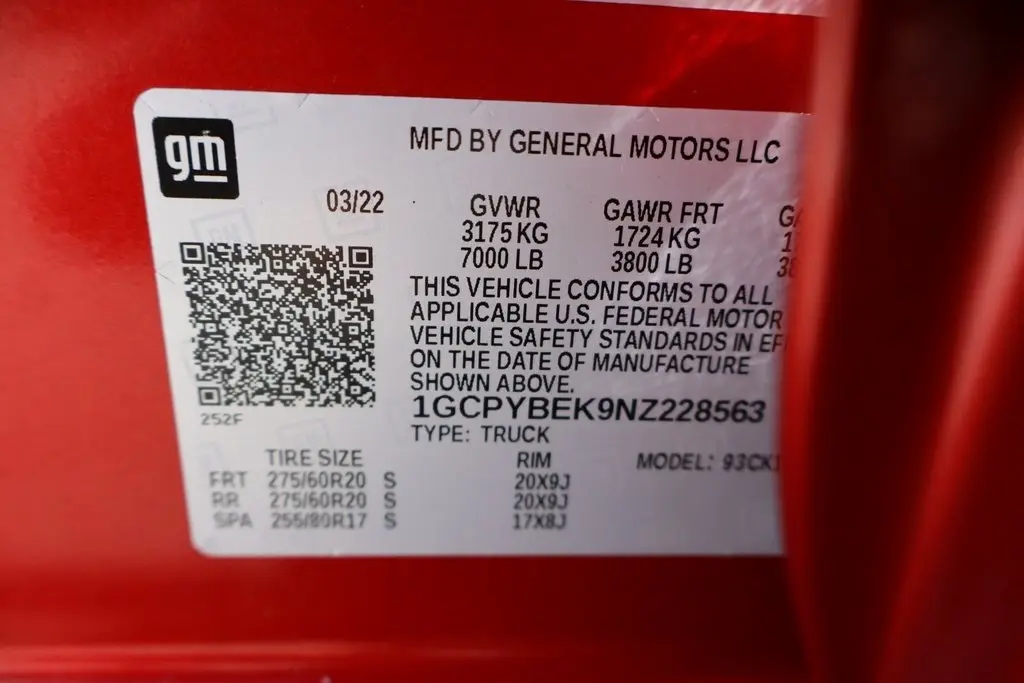 gm
MFD BY GENERAL MOTORS LLC
03/22 GVWR GAWR FRT
3175 KG 1724 KG
7000 LB 3800 LB
THIS VEHICLE CONFORMS TO ALL
APPLICABLE U.S. FEDERAL MOTOR
VEHICLE SAFETY STANDARDS IN
ON THE DATE OF MANUFACTURE
SHOWN ABOVE.
1GCPYBEK9NZ228563
252F
TYPE: TRUCK
TIRE SIZE RIM MODEL:
FRT 275/60R20 S 20X9J
RR 275/60R20 S 20X9J
SPA 255/80R17 S 17X8J